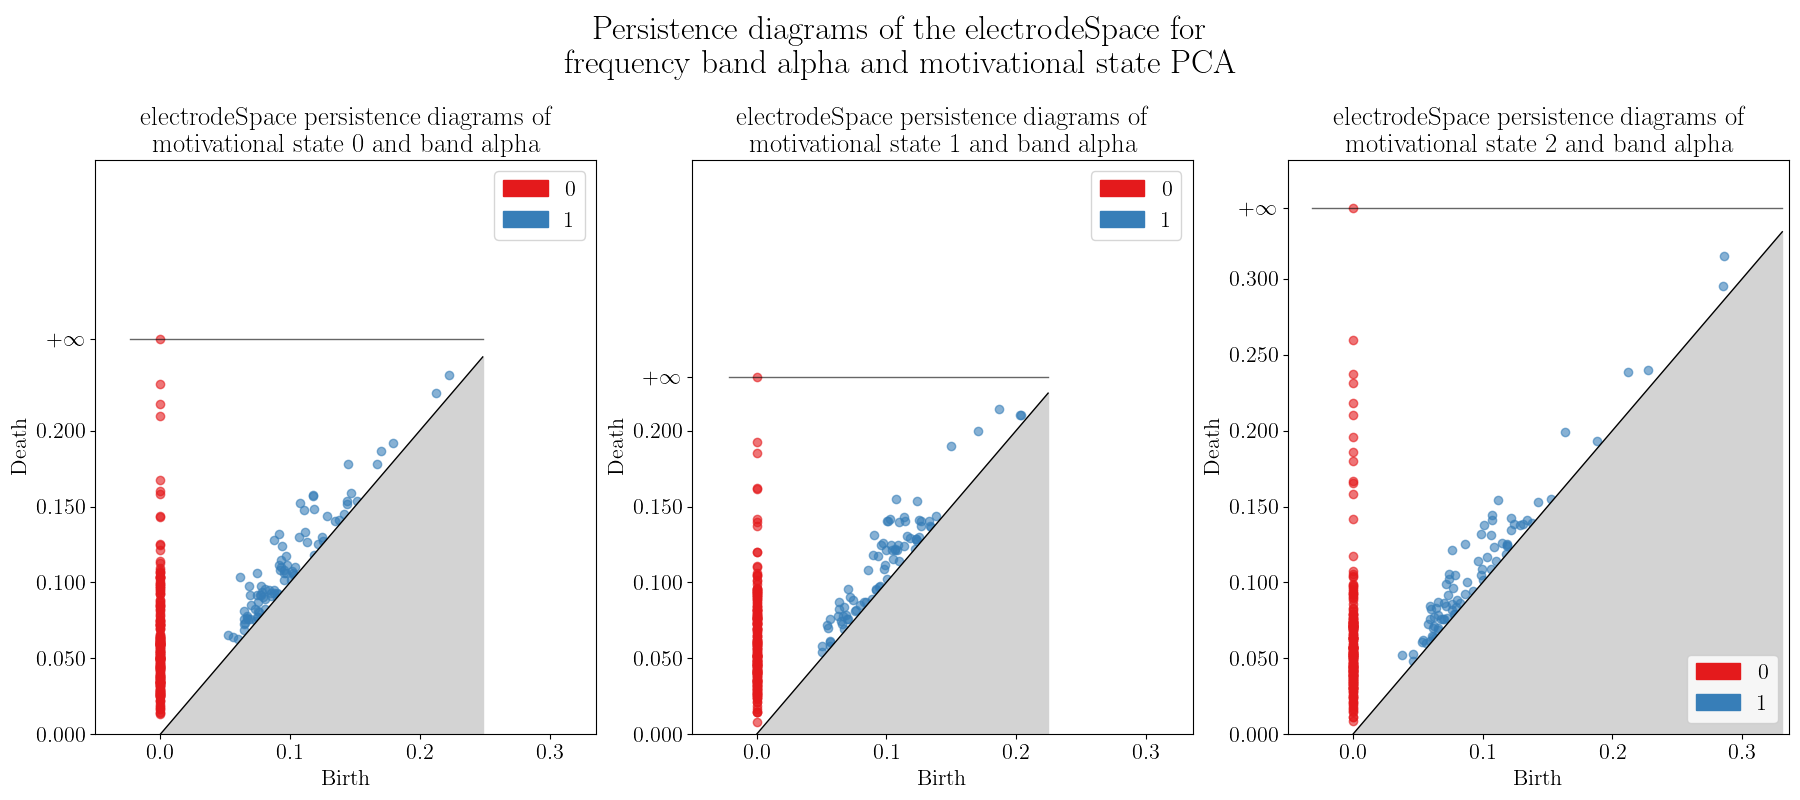 Persistence diagrams of the electrodeSpace for
frequency band alpha and motivational state PCA
electrodeSpace persistence diagrams of
motivational state 0 and band alpha
0
1
+∞
0.200
0.150
0.100
0.050
0.000
Death
0.0
0.1
0.2
0.3
Birth
electrodeSpace persistence diagrams of
motivational state 1 and band alpha
0
1
+∞
0.200
0.150
0.100
0.050
0.000
Death
0.0
0.1
0.2
0.3
Birth
electrodeSpace persistence diagrams of
motivational state 2 and band alpha
+∞
0.300
0.250
0.200
0.150
0.100
0.050
0.000
Death
0
1
0.0
0.1
0.2
0.3
Birth